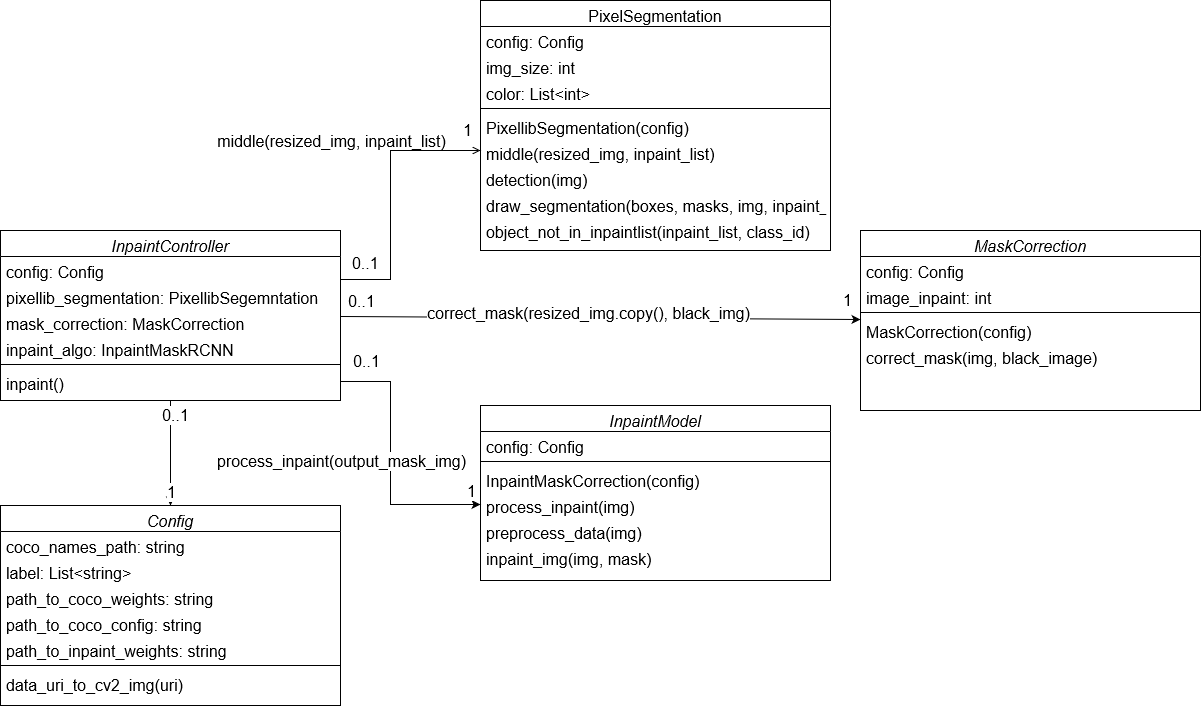 PixelSegmentation
config: Config
img_size: int
color: List<int>
PixellibSegmentation(config)
middle(resized_img, inpaint_list)
detection(img)
draw_segmentation(boxes, masks, img, inpaint_
object_not_in_inpaintlist(inpaint_list, class_id)
middle(resized_img, inpaint_list)
1
0..1
InpaintController
config: Config
pixellib_segmentation: PixellibSegemntation
mask_correction: MaskCorrection
inpaint_algo: InpaintMaskRCNN
inpaint()
0..1
correct_mask(resized_img.copy(), black_img)
1
MaskCorrection
config: Config
image_inpaint: int
MaskCorrection(config)
correct_mask(img, black_image)
0..1
process_inpaint(output_mask_img)
1
InpaintModel
config: Config
InpaintMaskCorrection(config)
process_inpaint(img)
preprocess_data(img)
inpaint_img(img, mask)
0..1
1
Config
coco_names_path: string
label: List<string>
path_to_coco_weights: string
path_to_coco_config: string
path_to_inpaint_weights: string
data_uri_to_cv2_img(uri)